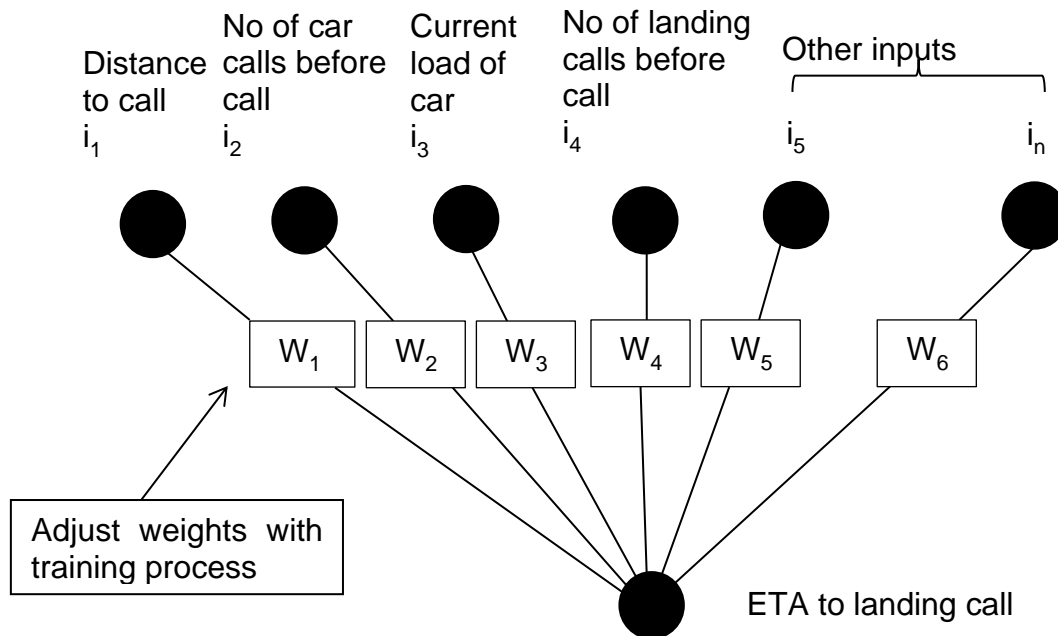 Distance
to call
i₁
No of car
calls before
call
i₂
Current
load of
car
i₃
No of landing
calls before
call
i₄
Other inputs
i₅
iₙ
W₁
W₂
W₃
W₄
W₅
W₆
Adjust weights with
training process
ETA to landing call